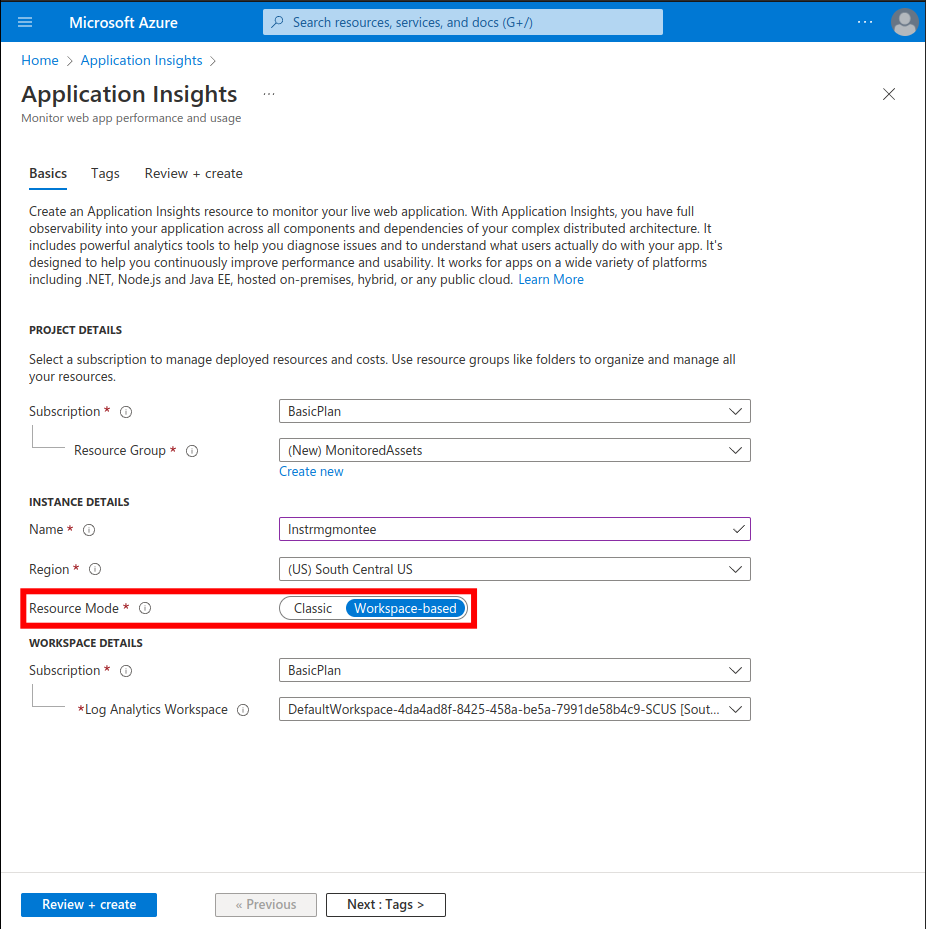 Microsoft Azure
Search resources, services, and docs (G+/)
Home > Application Insights >
Application Insights ...
Monitor web app performance and usage
Basics Tags Review + create
Create an Application Insights resource to monitor your live web application. With Application Insights, you have full
observability into your application across all components and dependencies of your complex distributed architecture. It
includes powerful analytics tools to help you diagnose issues and to understand what users actually do with your app. It's
designed to help you continuously improve performance and usability. It works for apps on a wide variety of platforms
including .NET, Node.js and Java EE, hosted on-premises, hybrid, or any public cloud. Learn More
PROJECT DETAILS
Select a subscription to manage deployed resources and costs. Use resource groups like folders to organize and manage all
your resources.
Subscription * BasicPlan
Resource Group * (New) MonitoredAssets
Create new
INSTANCE DETAILS
Name * Instrmgmontee
Region * (US) South Central US
Resource Mode * Classic Workspace-based
WORKSPACE DETAILS
Subscription * BasicPlan
*Log Analytics Workspace DefaultWorkspace-4da4ad8f-8425-458a-be5a-7991de58b4c9-SCUS [Sout...
Review + create « Previous Next : Tags >